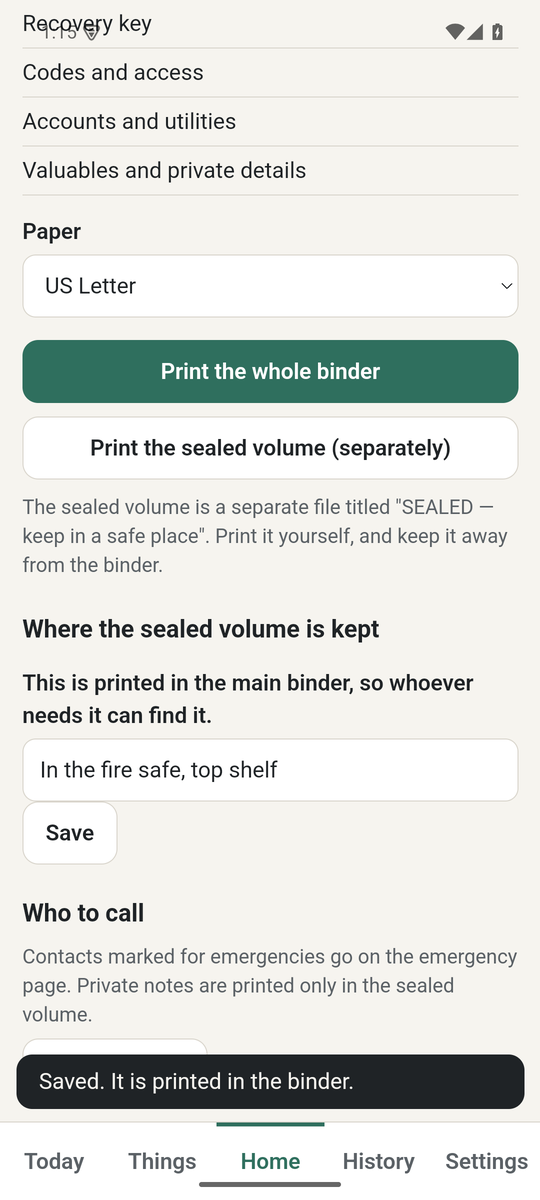 Recovery key
1:15
Codes and access
Accounts and utilities
Valuables and private details
Paper
US Letter
Print the whole binder
Print the sealed volume (separately)
The sealed volume is a separate file titled "SEALED —
keep in a safe place". Print it yourself, and keep it away
from the binder.
Where the sealed volume is kept
This is printed in the main binder, so whoever
needs it can find it.
In the fire safe, top shelf
Save
Who to call
Contacts marked for emergencies go on the emergency
page. Private notes are printed only in the sealed
volume.
Saved. It is printed in the binder.
Today Things Home History Settings